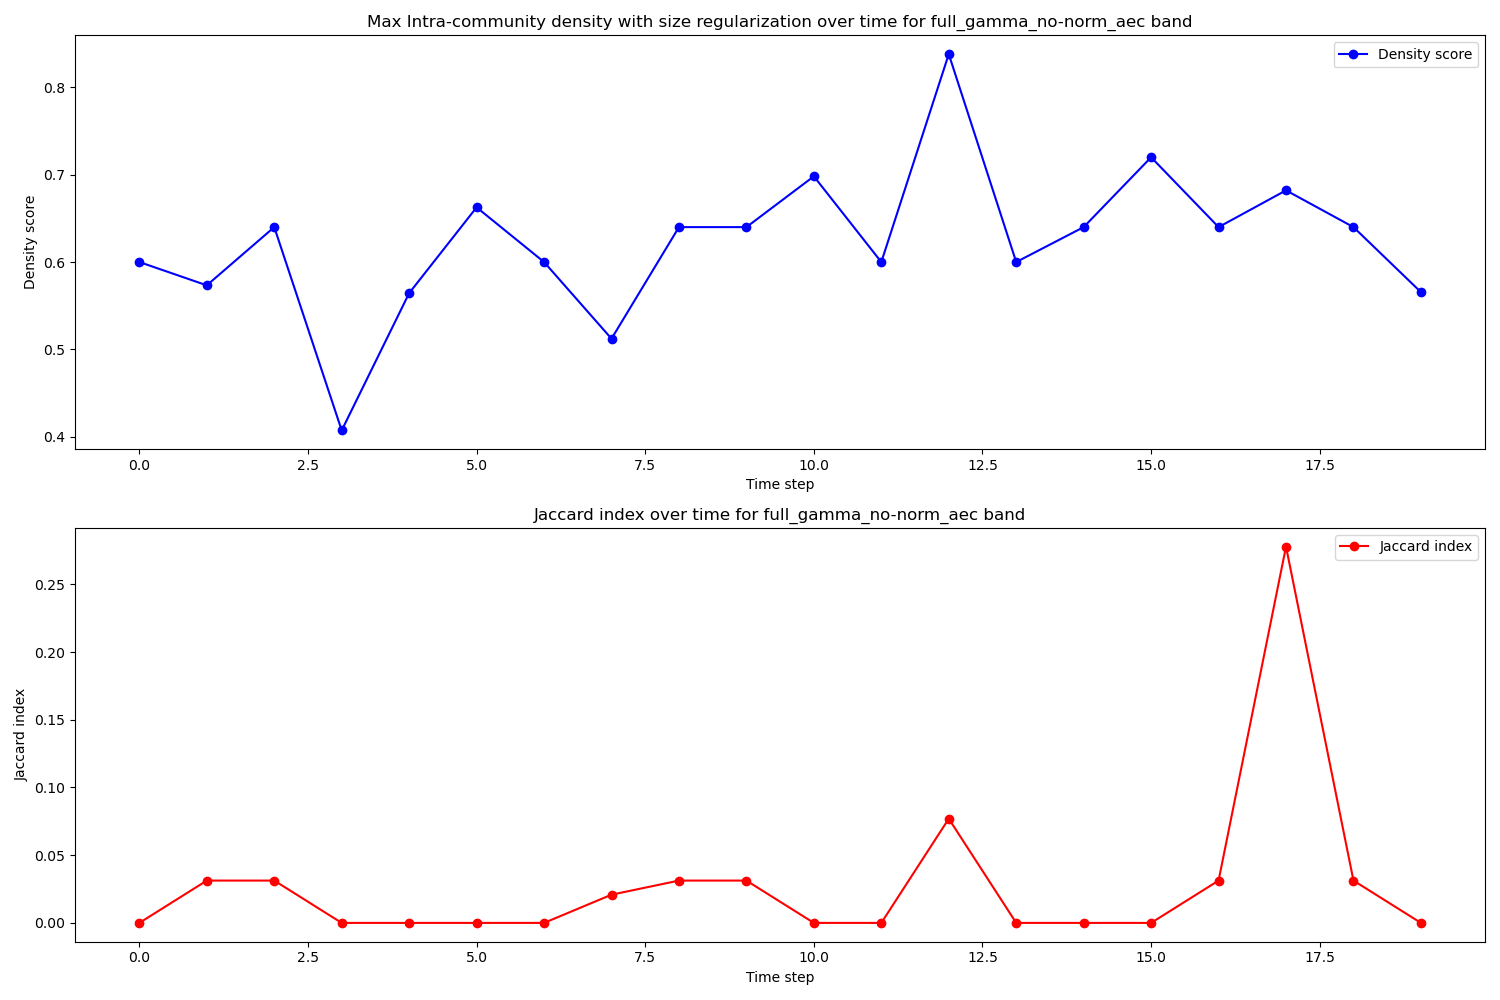 Max Intra-community density with size regularization over time for full_gamma_no-norm_aec band
Density score
0.8
0.7
0.6
0.5
0.4
Density score
0.0 2.5 5.0 7.5 10.0 12.5 15.0 17.5
Time step
Jaccard index over time for full_gamma_no-norm_aec band
Jaccard index
0.25
0.20
0.15
0.10
0.05
0.00
Jaccard index
0.0 2.5 5.0 7.5 10.0 12.5 15.0 17.5
Time step